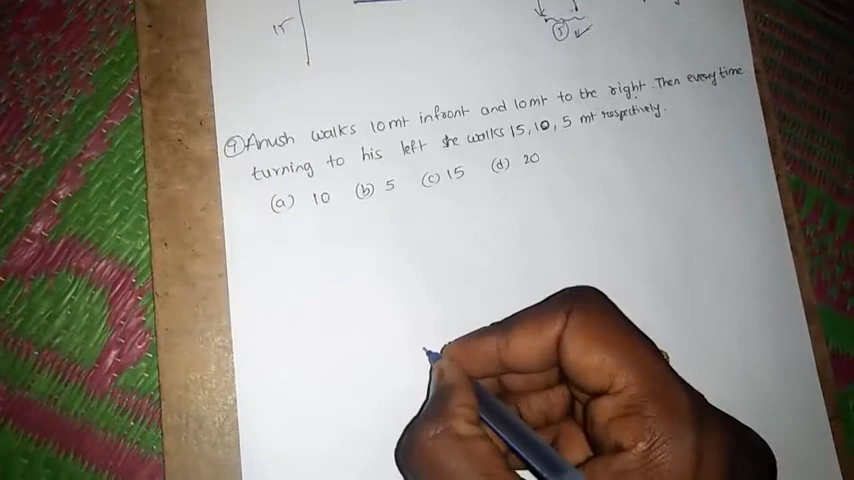 15
5
(9) Anush walks 10mt infront and 10mt to the right. Then every time
turning to his left she walks 15, 10, 5 mt respectively.
(a) 10 (b) 5 (c) 15 (d) 20